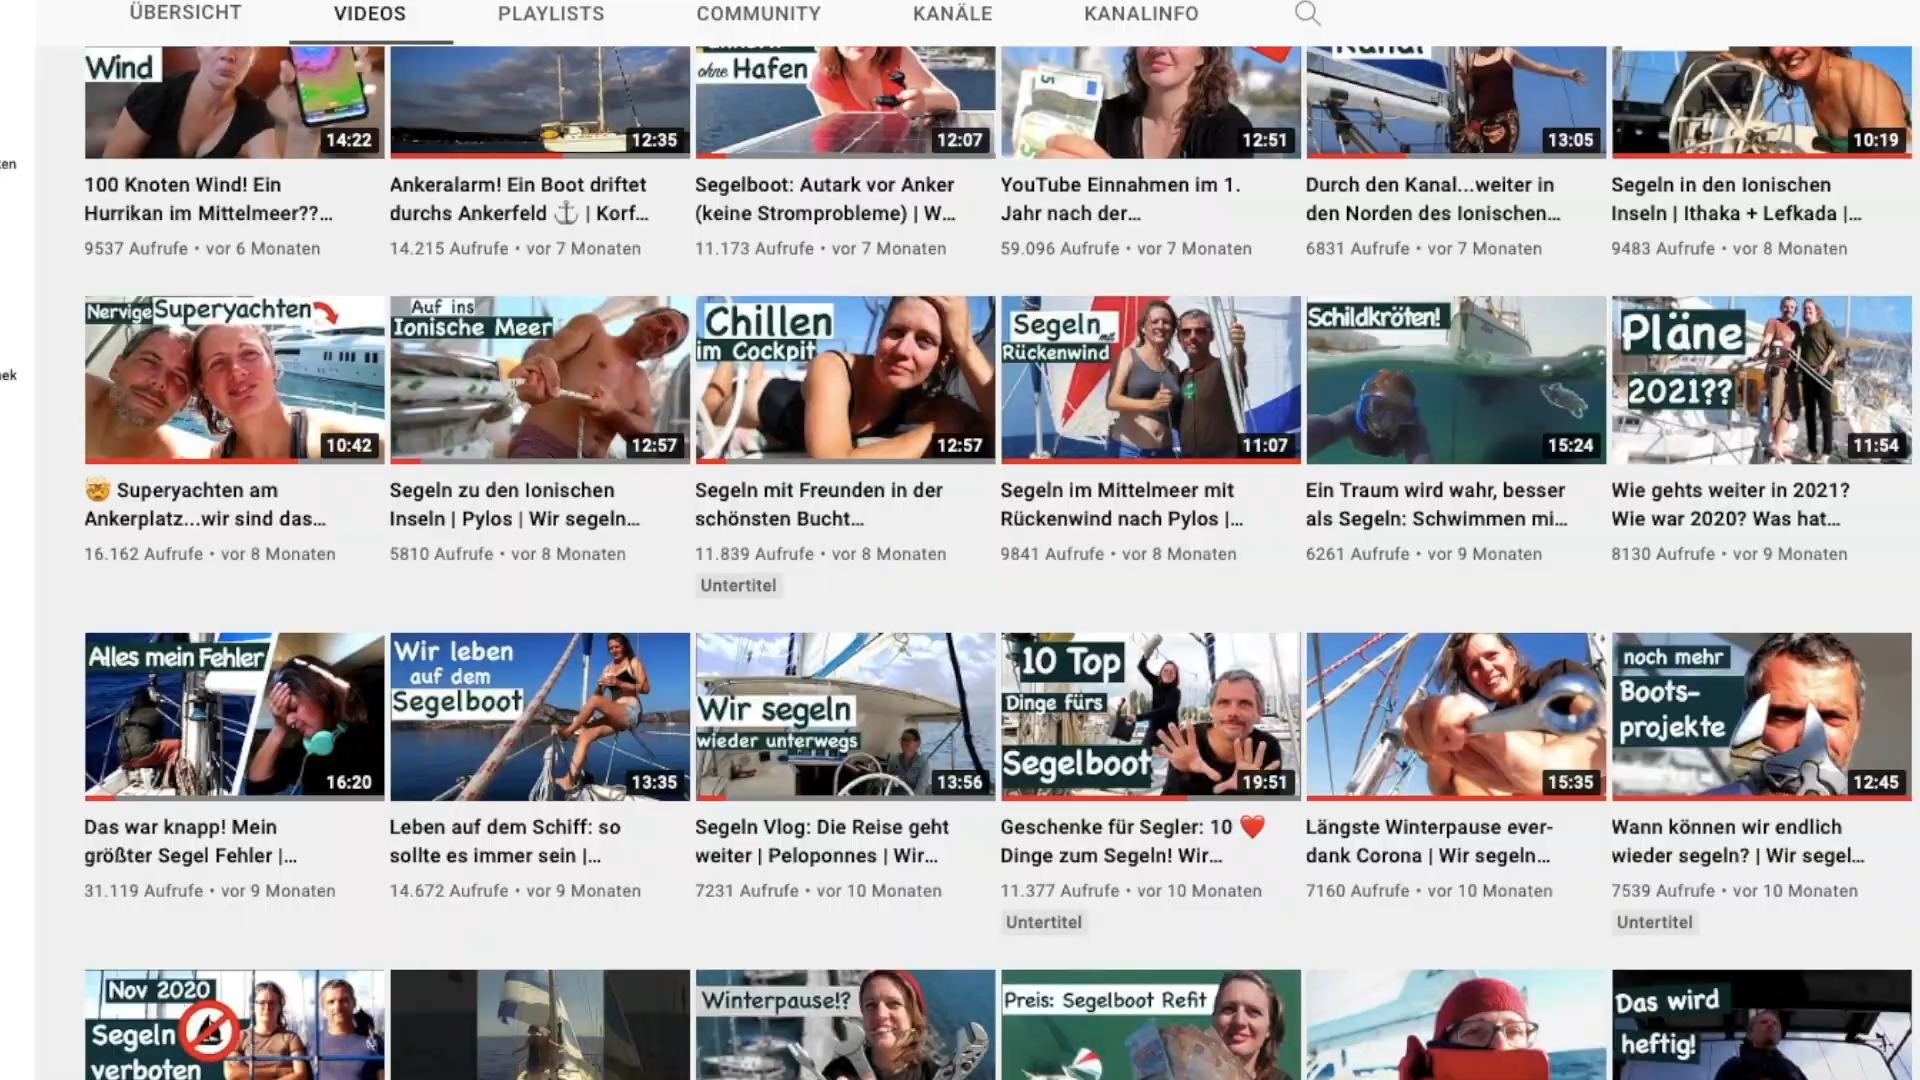 ÜBERSICHT VIDEOS PLAYLISTS COMMUNITY KANÄLE KANALINFO
Wind
14:22
12:35
ohne Hafen
12:07
5
12:51
Kanal
13:05
10:19
100 Knoten Wind! Ein
Hurrikan im Mittelmeer??...
9537 Aufrufe • vor 6 Monaten
Ankeralarm! Ein Boot driftet
durchs Ankerfeld ⚓ | Korf...
14.215 Aufrufe • vor 7 Monaten
Segelboot: Autark vor Anker
(keine Stromprobleme) | W...
11.173 Aufrufe • vor 7 Monaten
YouTube Einnahmen im 1.
Jahr nach der...
59.096 Aufrufe • vor 7 Monaten
Durch den Kanal...weiter in
den Norden des Ionischen...
6831 Aufrufe • vor 7 Monaten
Segeln in den Ionischen
Inseln | Ithaka + Lefkada |...
9483 Aufrufe • vor 8 Monaten
Nervige Superyachten
10:42
Auf ins
Ionische Meer
12:57
Chillen
im Cockpit
12:57
Segeln mit
Rückenwind
11:07
Schildkröten!
15:24
Pläne
2021??
11:54
🤯 Superyachten am
Ankerplatz...wir sind das...
16.162 Aufrufe • vor 8 Monaten
Segeln zu den Ionischen
Inseln | Pylos | Wir segeln...
5810 Aufrufe • vor 8 Monaten
Segeln mit Freunden in der
schönsten Bucht...
11.839 Aufrufe • vor 8 Monaten
Untertitel
Segeln im Mittelmeer mit
Rückenwind nach Pylos |...
9841 Aufrufe • vor 8 Monaten
Ein Traum wird wahr, besser
als Segeln: Schwimmen mi...
6261 Aufrufe • vor 9 Monaten
Wie gehts weiter in 2021?
Wie war 2020? Was hat...
8130 Aufrufe • vor 9 Monaten
Alles mein Fehler
16:20
Wir leben
auf dem
Segelboot
13:35
Wir segeln
wieder unterwegs
13:56
10 Top
Dinge fürs
Segelboot
19:51
15:35
noch mehr
Boots-
projekte
12:45
Das war knapp! Mein
größter Segel Fehler |...
31.119 Aufrufe • vor 9 Monaten
Leben auf dem Schiff: so
sollte es immer sein |...
14.672 Aufrufe • vor 9 Monaten
Segeln Vlog: Die Reise geht
weiter | Peloponnes | Wir...
7231 Aufrufe • vor 10 Monaten
Geschenke für Segler: 10 ❤️
Dinge zum Segeln! Wir...
11.377 Aufrufe • vor 10 Monaten
Untertitel
Längste Winterpause ever-
dank Corona | Wir segeln...
7160 Aufrufe • vor 10 Monaten
Wann können wir endlich
wieder segeln? | Wir segel...
7539 Aufrufe • vor 10 Monaten
Untertitel
Nov 2020
Segeln
verboten
Winterpause!?
Preis: Segelboot Refit
Das wird
heftig!